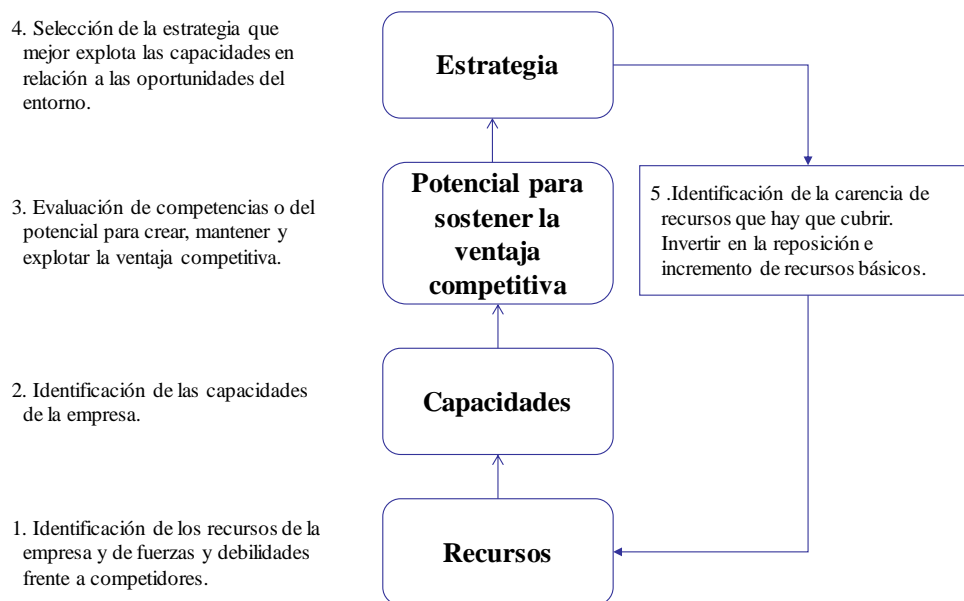 4. Selección de la estrategia que
mejor explota las capacidades en
relación a las oportunidades del
entorno.
Estrategia
3. Evaluación de competencias o del
potencial para crear, mantener y
explotar la ventaja competitiva.
Potencial para
sostener la
ventaja
competitiva
5 .Identificación de la carencia de
recursos que hay que cubrir.
Invertir en la reposición e
incremento de recursos básicos.
2. Identificación de las capacidades
de la empresa.
Capacidades
1. Identificación de los recursos de la
empresa y de fuerzas y debilidades
frente a competidores.
Recursos